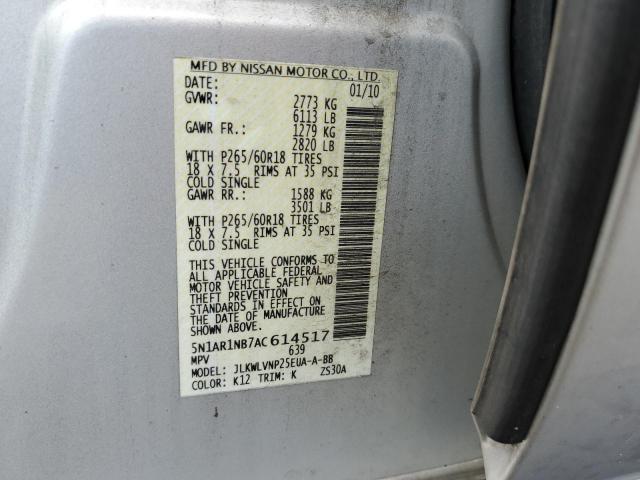 MFD BY NISSAN MOTOR CO., LTD.
DATE: 01/10
GVWR: 2773 KG
6113 LB
GAWR FR.: 1279 KG
2820 LB
WITH P265/60R18 TIRES
18 X 7.5 RIMS AT 35 PSI
COLD SINGLE
GAWR RR.: 1588 KG
3501 LB
WITH P265/60R18 TIRES
18 X 7.5 RIMS AT 35 PSI
COLD SINGLE
THIS VEHICLE CONFORMS TO
ALL APPLICABLE FEDERAL
MOTOR VEHICLE SAFETY AND
THEFT PREVENTION
STANDARDS IN EFFECT ON
THE DATE OF MANUFACTURE
SHOWN ABOVE.
5N1AR1NB7AC614517
MPV 639
MODEL: JLKWLVNP25EUA-A-BB
COLOR: K12 TRIM: K ZS30A